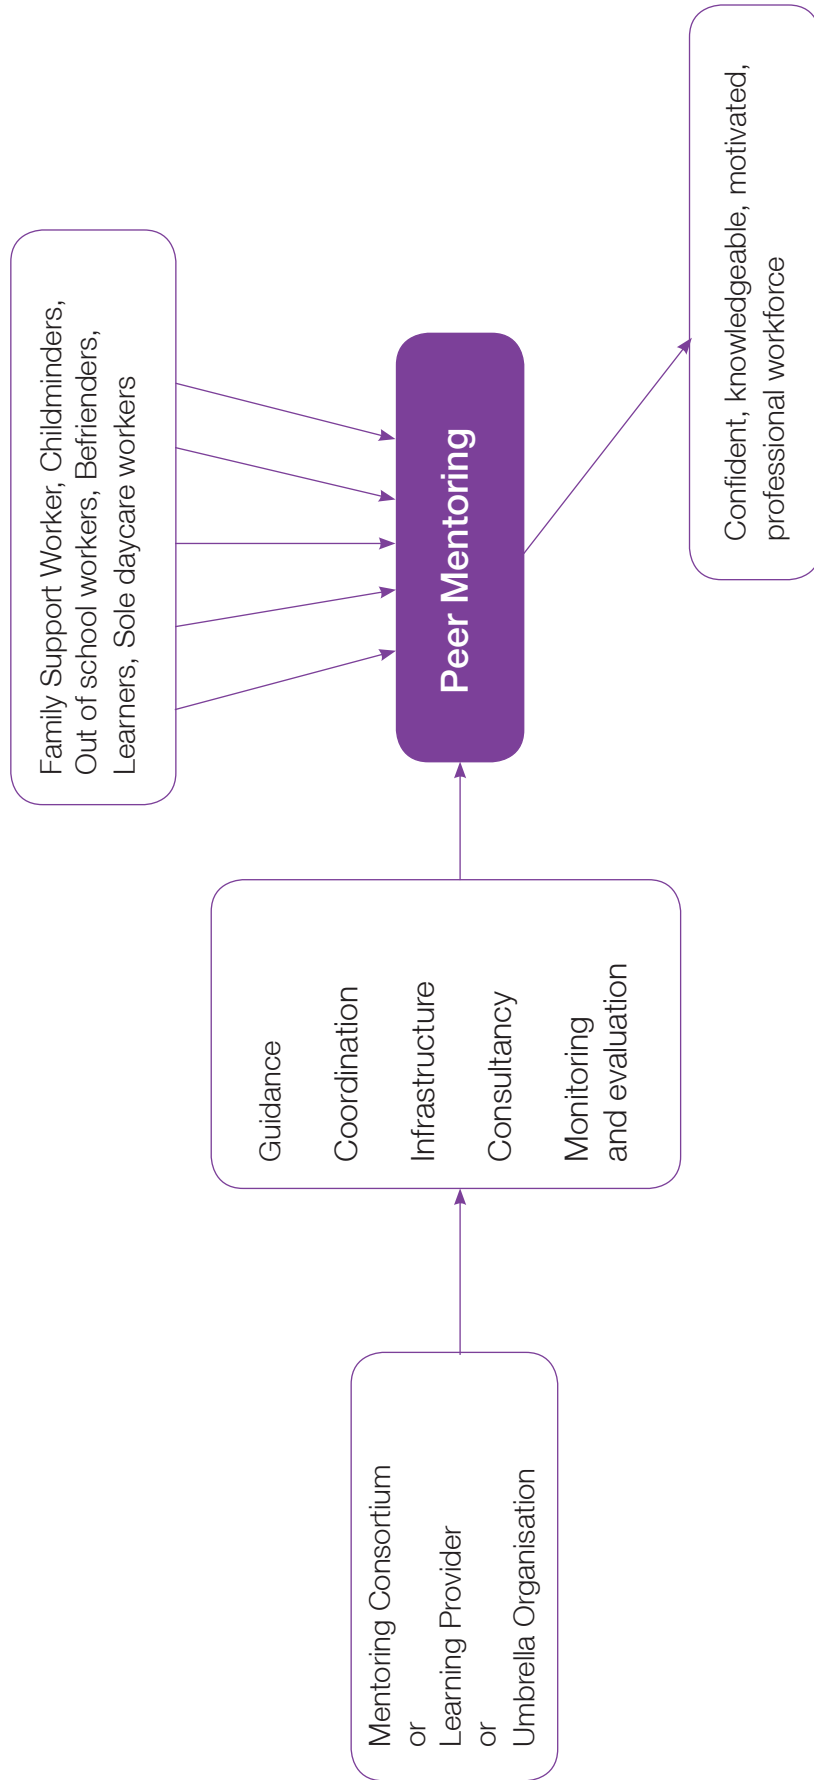 Mentoring Consortium
or
Learning Provider
or
Umbrella Organisation
Guidance
Coordination
Infrastructure
Consultancy
Monitoring
and evaluation
Family Support Worker, Childminders,
Out of school workers, Befrienders,
Learners, Sole daycare workers
Peer Mentoring
Confident, knowledgeable, motivated,
professional workforce